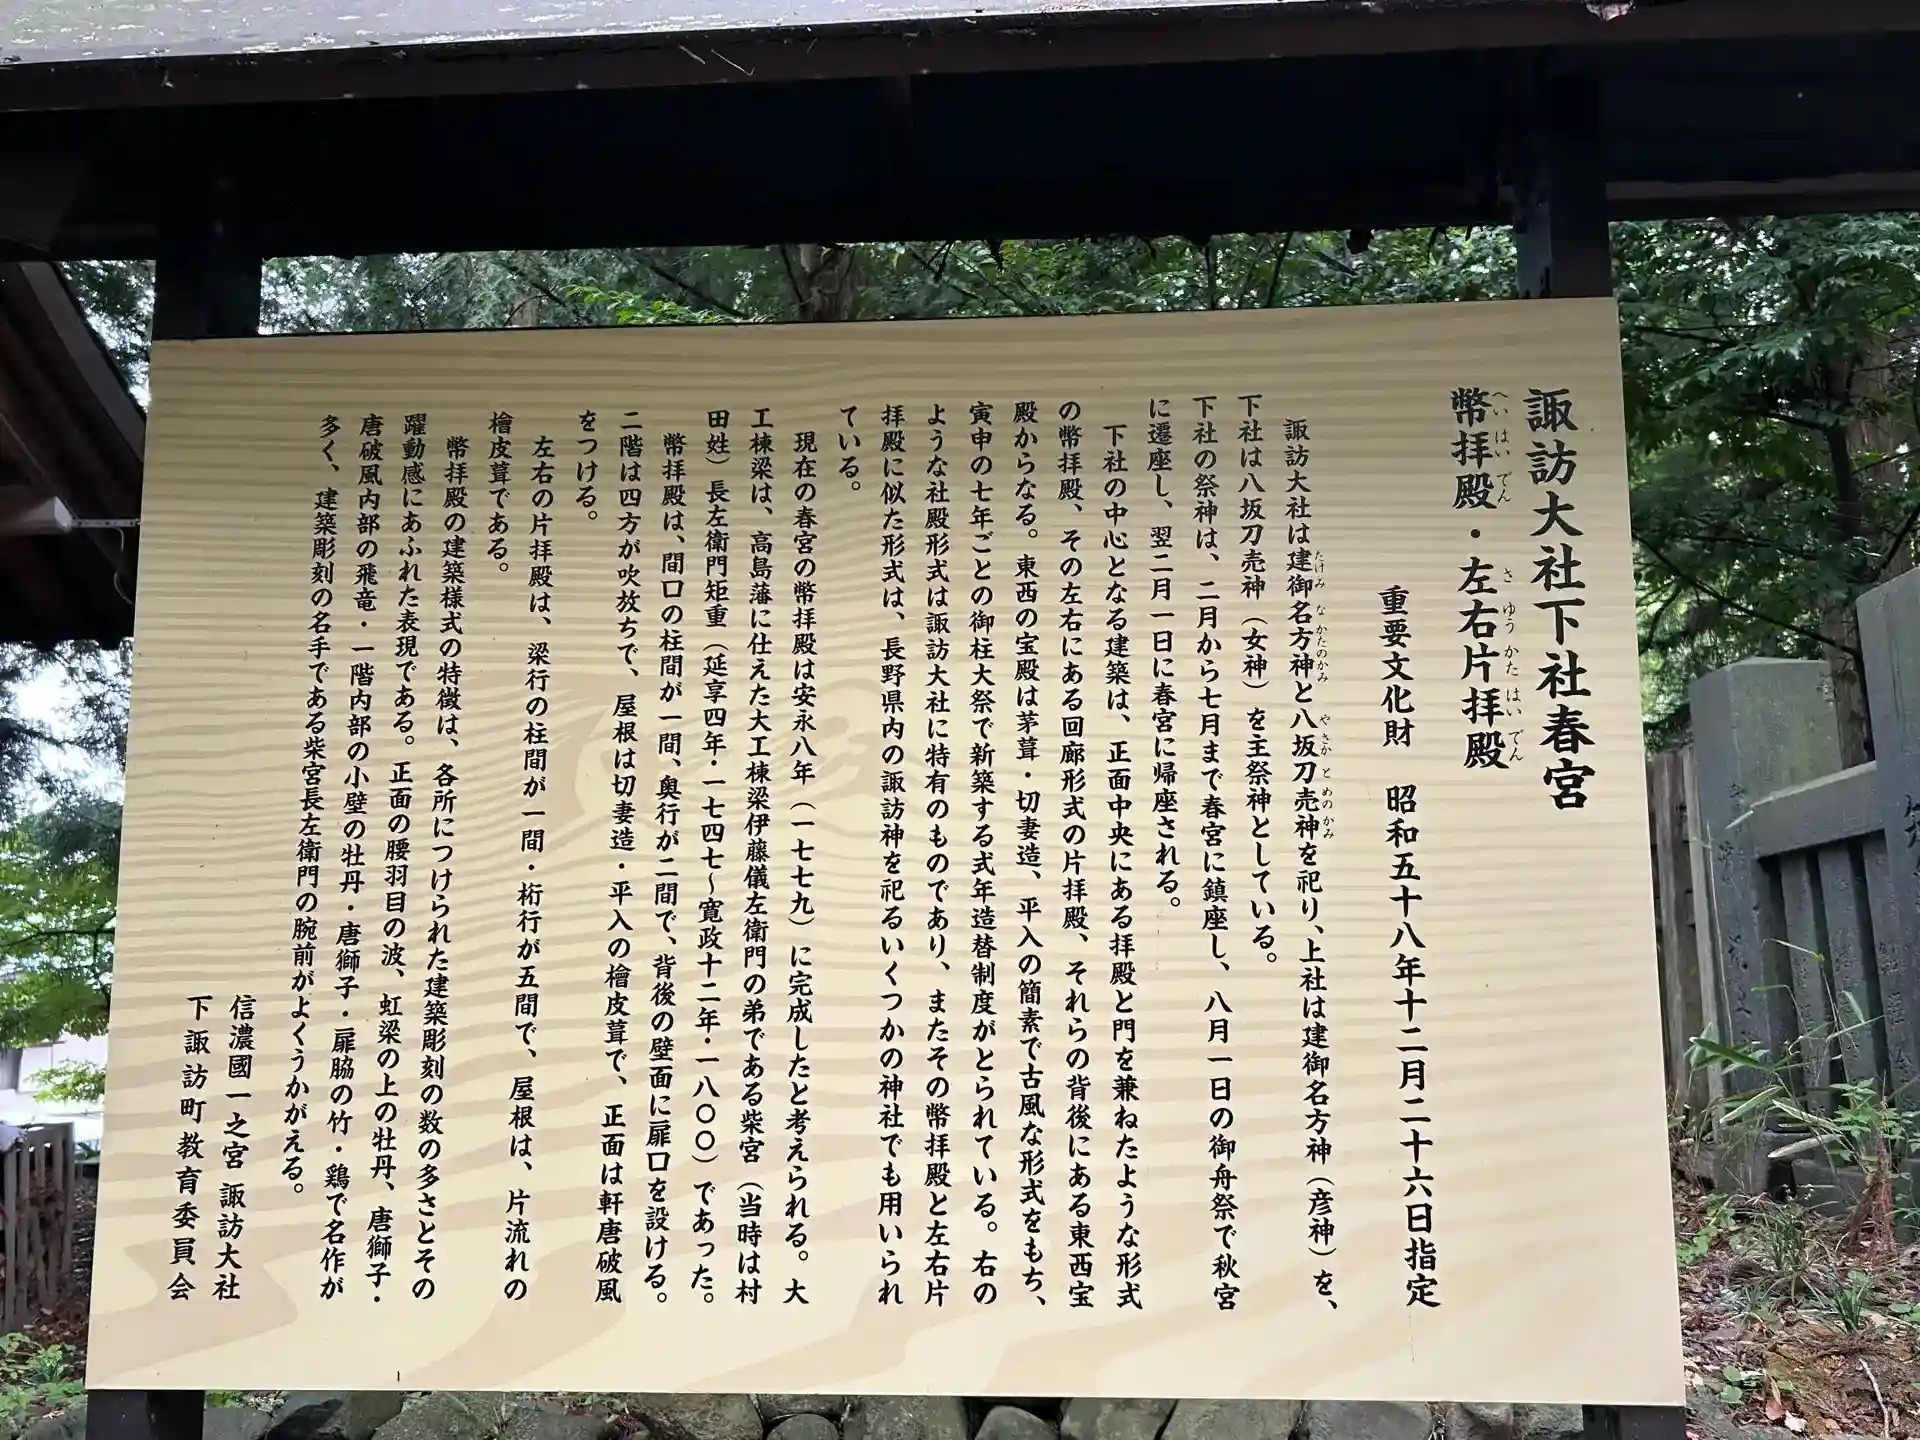 諏訪大社下社春宮
幣拝殿・左右片拝殿
へいはいでん さゆうかたはいでん
重要文化財 昭和五十八年十二月二十六日指定
諏訪大社は建御名方神と八坂刀売神を祀り、上社は建御名方神（彦神）を、
たけみなかたのかみ やさかとめのかみ
下社は八坂刀売神（女神）を主祭神としている。
下社の祭神は、二月から七月まで春宮に鎮座し、八月一日の御舟祭で秋宮
に遷座し、翌二月一日に春宮に帰座される。
下社の中心となる建築は、正面中央にある拝殿と門を兼ねたような形式
の幣拝殿、その左右にある回廊形式の片拝殿、それらの背後にある東西宝
殿からなる。東西の宝殿は茅葺・切妻造、平入の簡素で古風な形式をもち、
寅申の七年ごとの御柱大祭で新築する式年造替制度がとられている。右の
ような社殿形式は諏訪大社に特有のものであり、またその幣拝殿と左右片
拝殿に似た形式は、長野県内の諏訪神を祀るいくつかの神社でも用いられ
ている。
現在の春宮の幣拝殿は安永八年（一七七九）に完成したと考えられる。大
工棟梁は、高島藩に仕えた大工棟梁伊藤儀左衛門の弟である柴宮（当時は村
田姓）長左衛門矩重（延享四年・一七四七～寛政十二年・一八〇〇）であった。
幣拝殿は、間口の柱間が一間、奥行が二間で、背後の壁面に扉口を設ける。
二階は四方が吹放ちで、屋根は切妻造・平入の檜皮葺で、正面は軒唐破風
をつける。
左右の片拝殿は、梁行の柱間が一間・桁行が五間で、屋根は、片流れの
檜皮葺である。
幣拝殿の建築様式の特徴は、各所につけられた建築彫刻の数の多さとその
躍動感にあふれた表現である。正面の腰羽目の波、虹梁の上の牡丹、唐獅子・
唐破風内部の飛竜・一階内部の小壁の牡丹・唐獅子・扉脇の竹・鶏で名作が
多く、建築彫刻の名手である柴宮長左衛門の腕前がよくうかがえる。
信濃國一之宮 諏訪大社
下諏訪町教育委員会